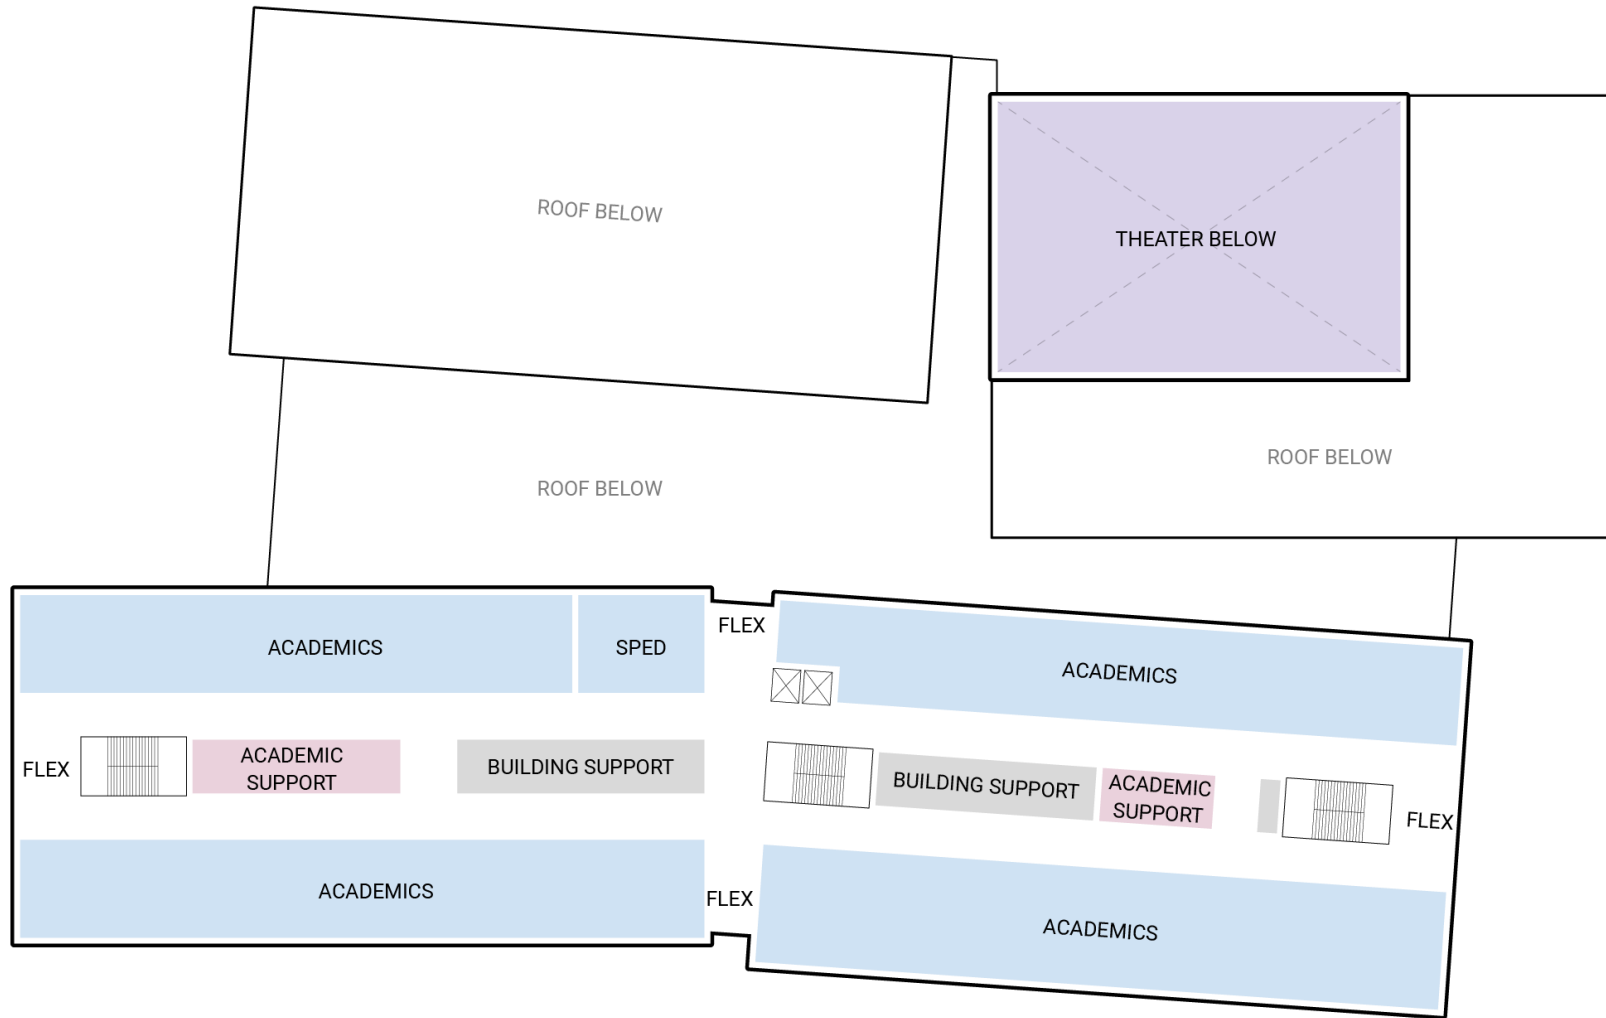 ROOF BELOW
THEATER BELOW
ROOF BELOW
ROOF BELOW
ACADEMICS
SPED
FLEX
ACADEMICS
FLEX
ACADEMIC
SUPPORT
BUILDING SUPPORT
BUILDING SUPPORT
ACADEMIC
SUPPORT
FLEX
ACADEMICS
FLEX
ACADEMICS